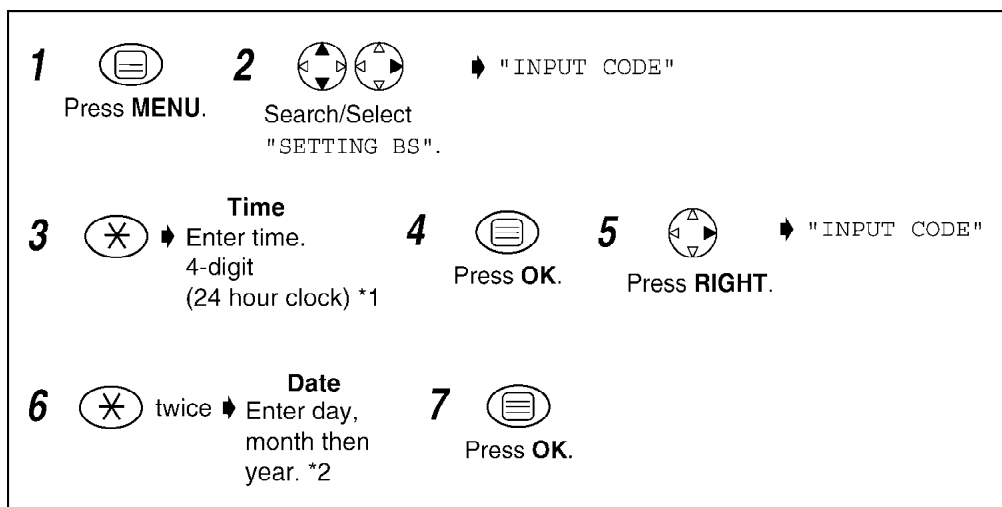 1
Press MENU.
2
Search/Select
"SETTING BS".
"INPUT CODE"
3
Time
Enter time.
4-digit
(24 hour clock) *1
4
Press OK.
5
Press RIGHT.
"INPUT CODE"
6
twice
Date
Enter day,
month then
year. *2
7
Press OK.